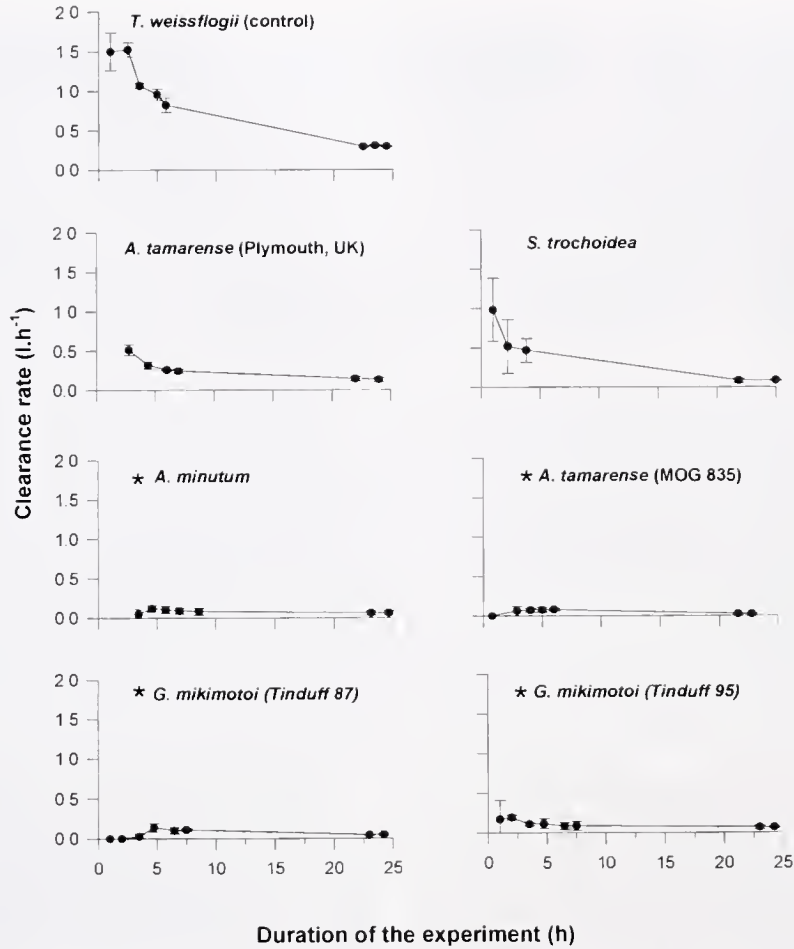 T. weissflogii (control)
2 0
1 5
1 0
0 5
0 0
A. tamarense (Plymouth, UK)
2 0
1 5
1 0
0.5
0.0
S. trochoidea
Clearance rate (l.h⁻¹)
★ A. minutum
2 0
1 5
1 0
0 5
0 0
★ A. tamarense (MOG 835)
★ G. mikimotoi (Tinduff 87)
2 0
1 5
1 0
0 5
0 0
0 5 10 15 20 25
★ G. mikimotoi (Tinduff 95)
0 5 10 15 20 25
Duration of the experiment (h)